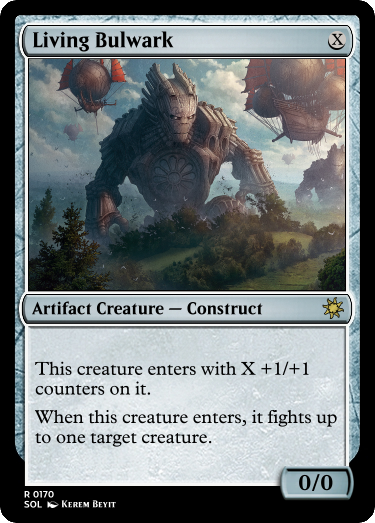 Living Bulwark X
Artifact Creature — Construct
This creature enters with X +1/+1
counters on it.
When this creature enters, it fights up
to one target creature.
0/0
R 0170
SOL Kerem Beyit